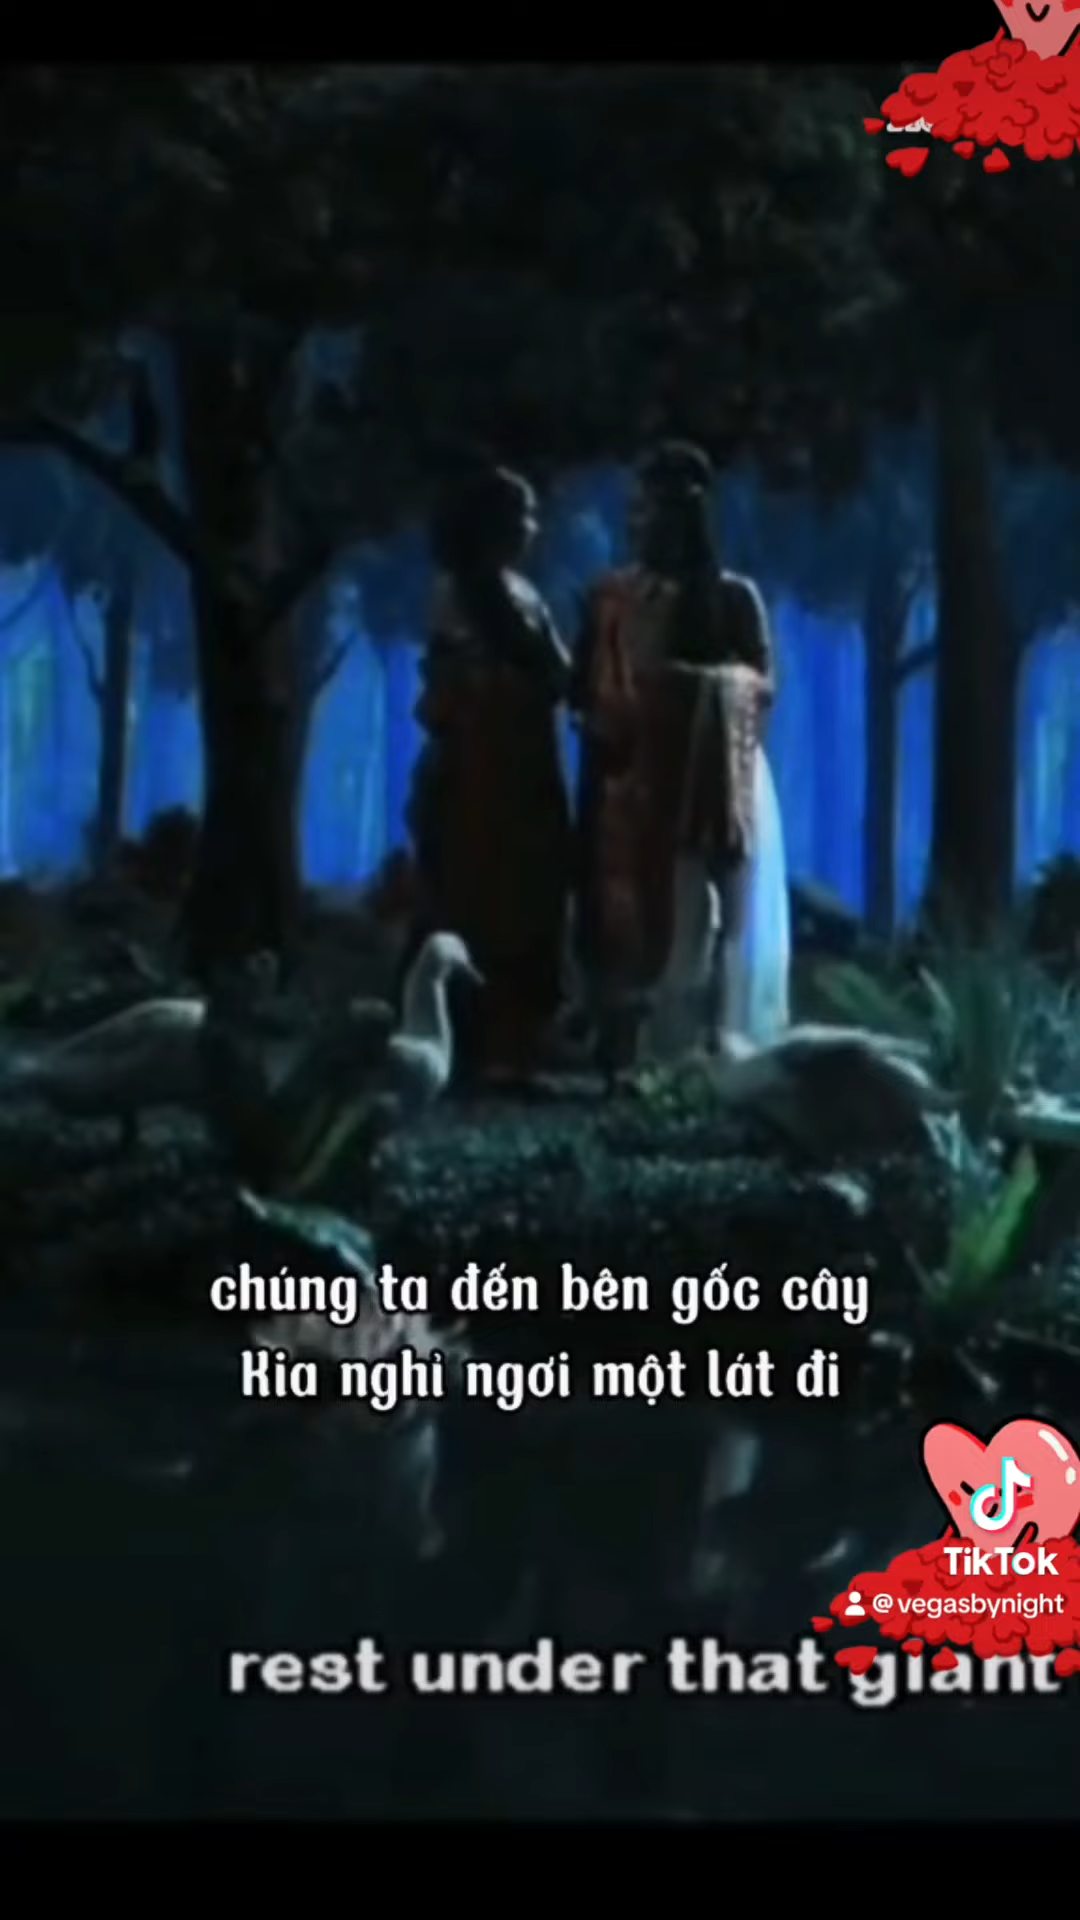 chúng ta đến bên gốc cây
Kia nghỉ ngơi một lát đi
TikTok
@vegasbynight
rest under that giant